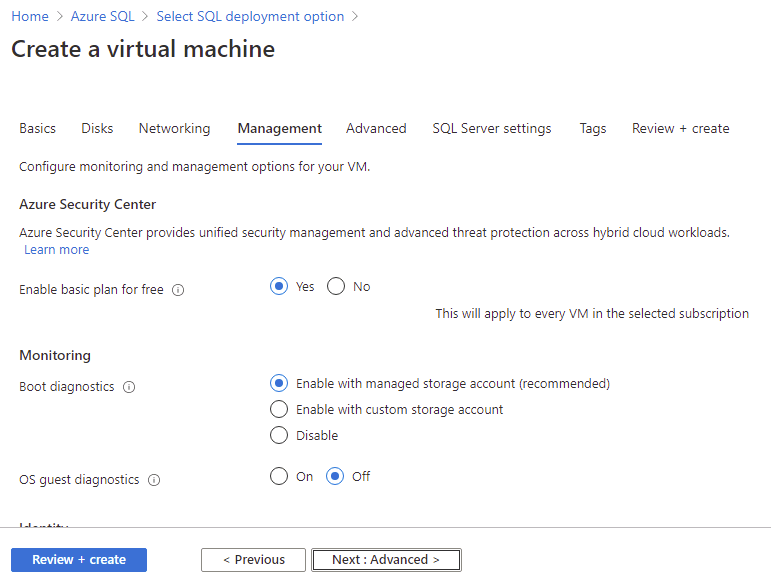 Home > Azure SQL > Select SQL deployment option >
Create a virtual machine
Basics Disks Networking Management Advanced SQL Server settings Tags Review + create
Configure monitoring and management options for your VM.
Azure Security Center
Azure Security Center provides unified security management and advanced threat protection across hybrid cloud workloads.
Learn more
Enable basic plan for free Yes No
This will apply to every VM in the selected subscription
Monitoring
Boot diagnostics Enable with managed storage account (recommended)
Enable with custom storage account
Disable
OS guest diagnostics On Off
Identity
Review + create < Previous Next : Advanced >